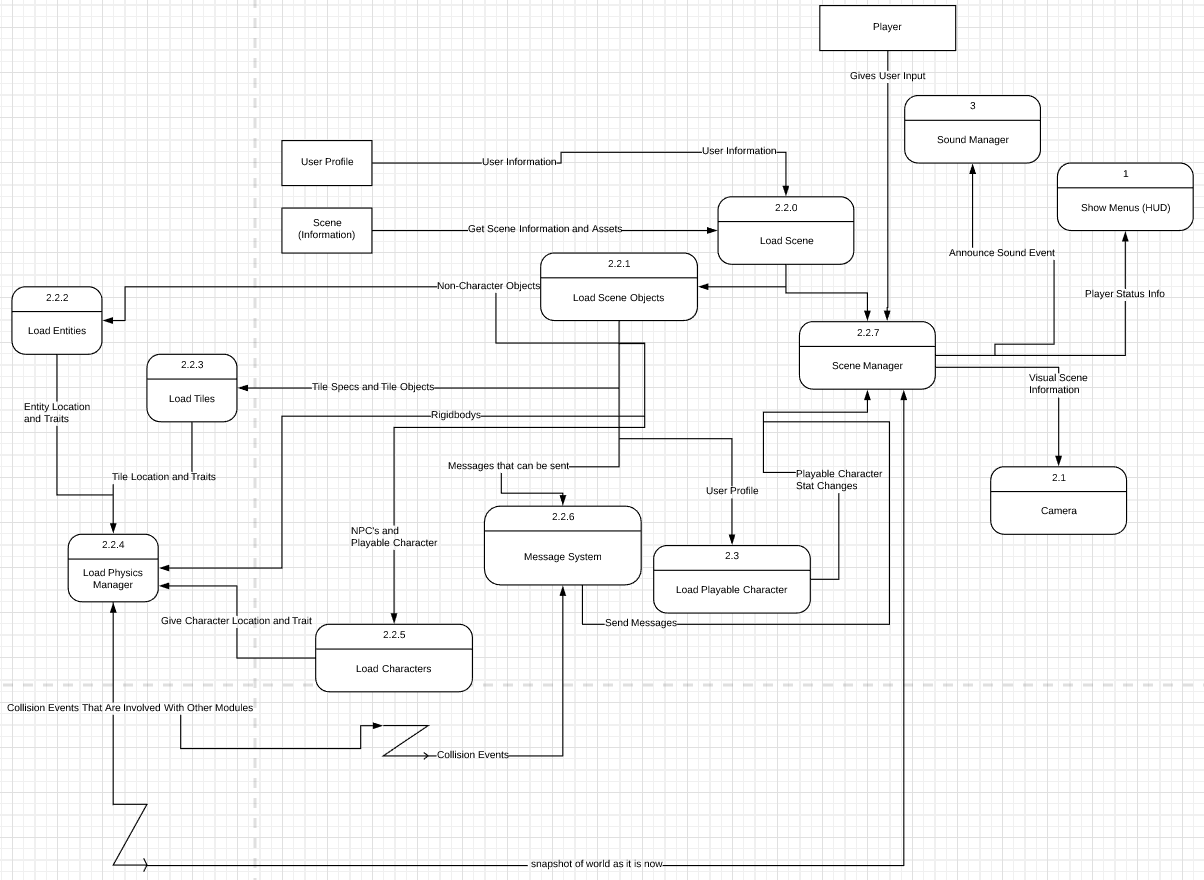 Player
Gives User Input
3
Sound Manager
User Profile
User Information
User Information
1
Show Menus (HUD)
2.2.0
Load Scene
Scene
(Information)
Get Scene Information and Assets
Announce Sound Event
2.2.1
Load Scene Objects
Non-Character Objects
Player Status Info
2.2.2
Load Entities
2.2.7
Scene Manager
2.2.3
Load Tiles
Tile Specs and Tile Objects
Visual Scene
Information
Entity Location
and Traits
Rigidbodys
Messages that can be sent
Playable Character
Stat Changes
2.1
Camera
Tile Location and Traits
User Profile
2.2.6
Message System
NPC's and
Playable Character
2.2.4
Load Physics
Manager
2.3
Load Playable Character
Give Character Location and Trait
Send Messages
2.2.5
Load Characters
Collision Events That Are Involved With Other Modules
Collision Events
snapshot of world as it is now